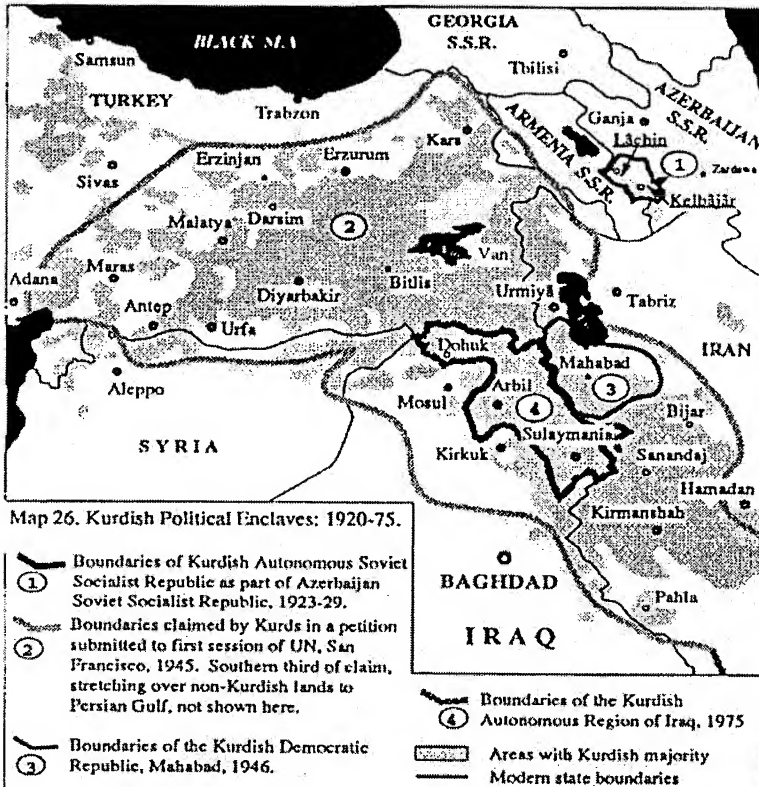 BLACK SEA
GEORGIA
S.S.R.
Samsun
Tbilisi
TURKEY
Trabzon
AZERBAIJAN
S.S.R.
ARMENIA S.S.R.
Ganja
Kars
Lâchin
1
Zardawa
Kelbâjâr
Erzinjan
Erzurum
Sivas
Darsim
2
Malatya
Van
Adana
Maras
Bitlis
Diyarbakir
Urmiyâ
Tabriz
Antep
Urfa
IRAN
Dohuk
Mahabad
3
Aleppo
Mosul
Arbil
4
Bijar
SYRIA
Kirkuk
Sulaymania
Sanandaj
Hamadan
Kirmanshah
BAGHDAD
Pahla
IRAQ
Map 26. Kurdish Political Enclaves: 1920-75.
Boundaries of Kurdish Autonomous Soviet
1 Socialist Republic as part of Azerbaijan
Soviet Socialist Republic, 1923-29.
Boundaries claimed by Kurds in a petition
2 submitted to first session of UN, San
Francisco, 1945. Southern third of claim,
stretching over non-Kurdish lands to
Persian Gulf, not shown here.
Boundaries of the Kurdish Democratic
3 Republic, Mahabad, 1946.
Boundaries of the Kurdish
4 Autonomous Region of Iraq, 1975
Areas with Kurdish majority
Modern state boundaries